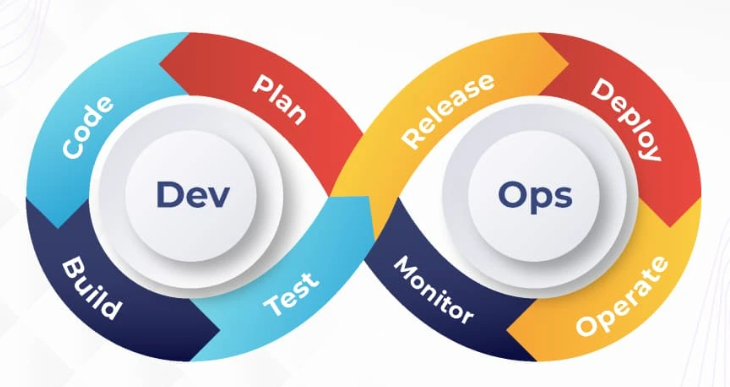 Plan
Code
Build
Test
Release
Deploy
Operate
Monitor
Dev
Ops